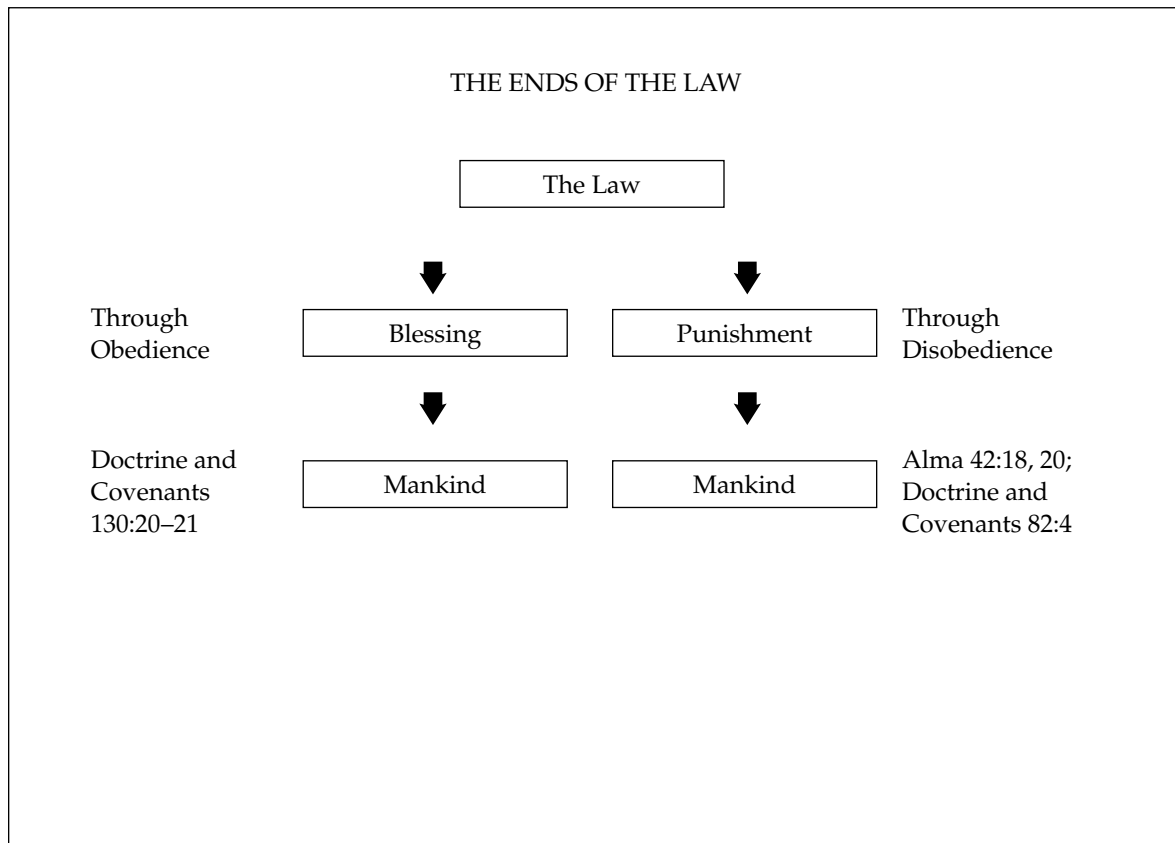 THE ENDS OF THE LAW
The Law
Through
Obedience
Blessing
Punishment
Through
Disobedience
Doctrine and
Covenants
130:20–21
Mankind
Mankind
Alma 42:18, 20;
Doctrine and
Covenants 82:4